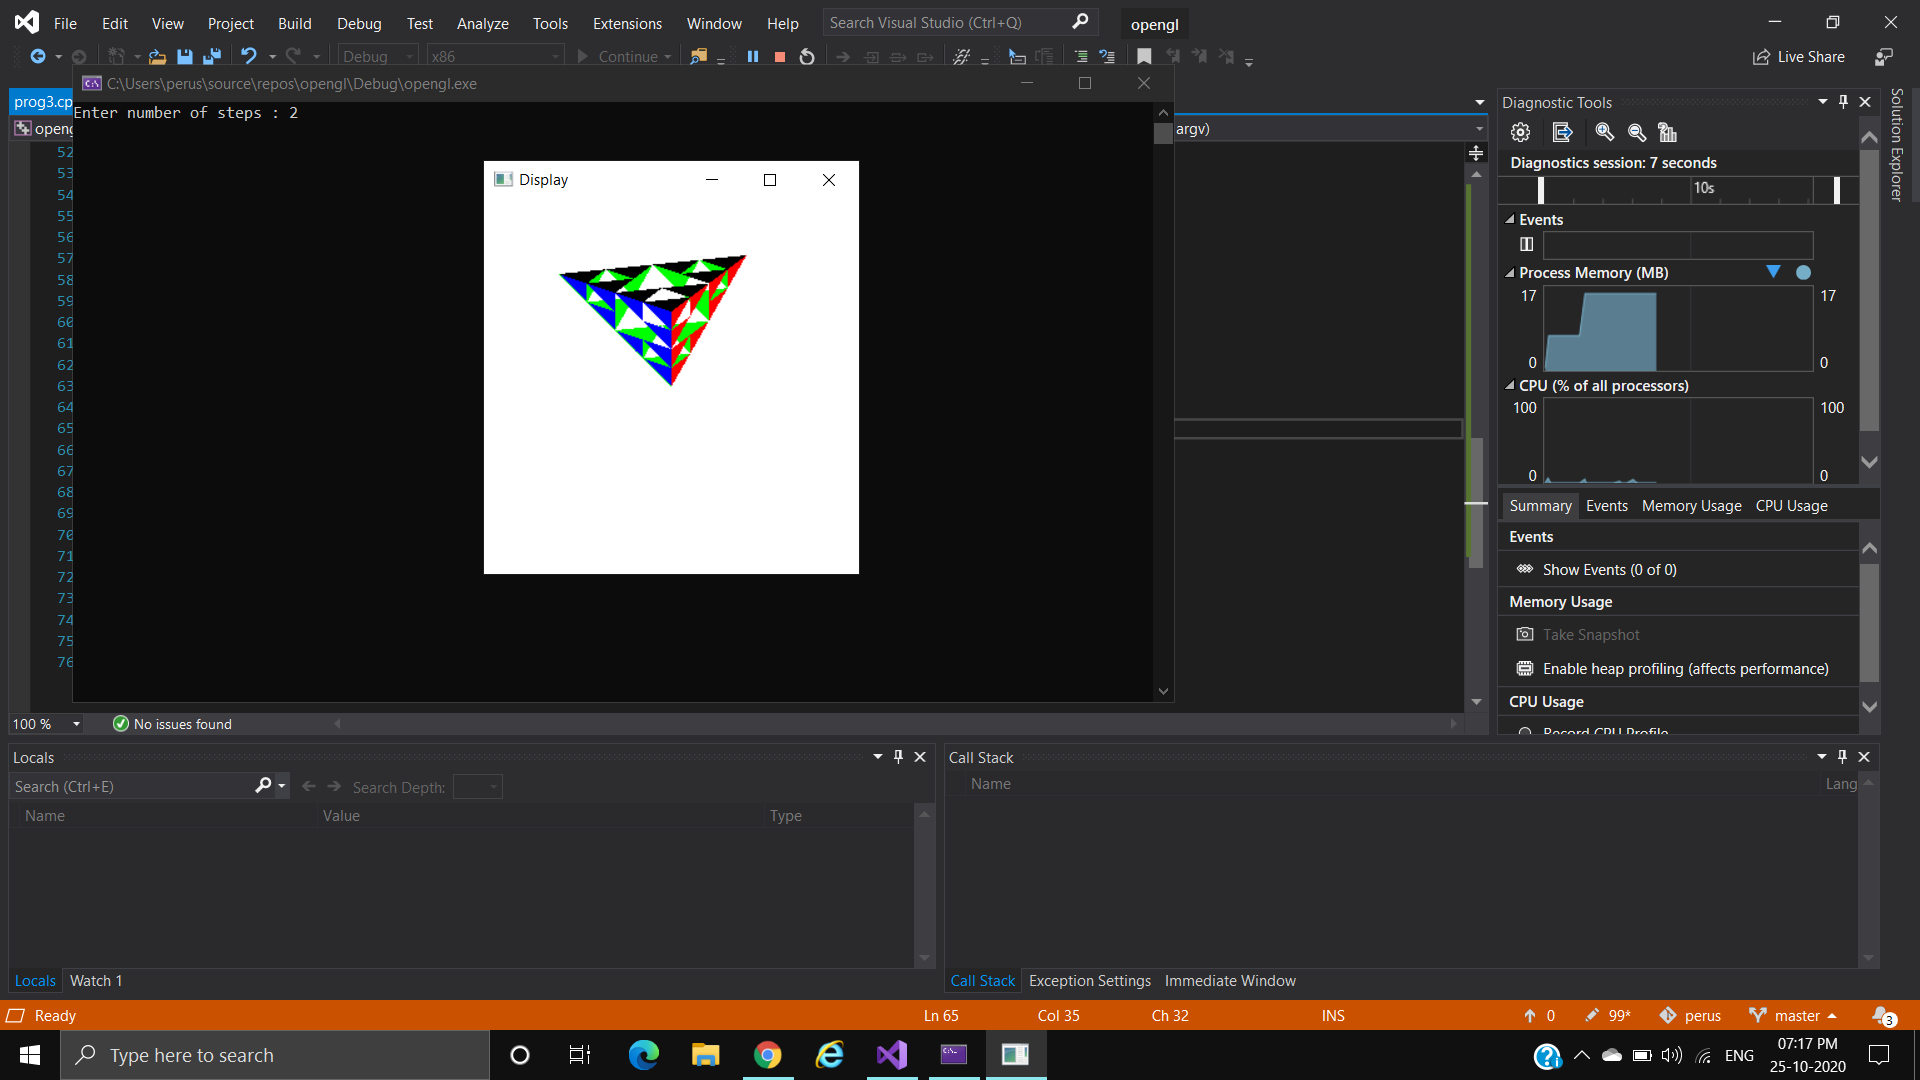 File Edit View Project Build Debug Test Analyze Tools Extensions Window Help Search Visual Studio (Ctrl+Q) opengl
Debug x86 Continue Live Share
C:\Users\perus\source\repos\opengl\Debug\opengl.exe
prog3.cp
Enter number of steps : 2
openg
argv)
52
53
54
55
56
57
58
59
60
61
62
63
64
65
66
67
68
69
70
71
72
73
74
75
76
Display
100 % No issues found
Diagnostic Tools
Diagnostics session: 7 seconds
10s
Events
Process Memory (MB)
17 17
0 0
CPU (% of all processors)
100 100
0 0
Summary Events Memory Usage CPU Usage
Events
Show Events (0 of 0)
Memory Usage
Take Snapshot
Enable heap profiling (affects performance)
CPU Usage
Record CPU Profile
Solution Explorer
Locals
Search (Ctrl+E) Search Depth:
Name Value Type
Locals Watch 1
Call Stack
Name Lang
Call Stack Exception Settings Immediate Window
Ready Ln 65 Col 35 Ch 32 INS 0 99* perus master 3
Type here to search
ENG
07:17 PM
25-10-2020